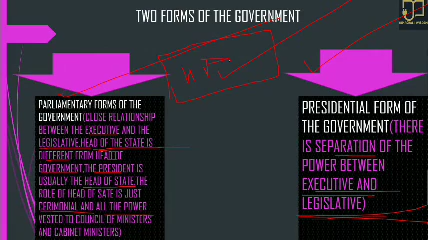 TWO FORMS OF THE GOVERNMENT
PARLIAMENTARY FORMS OF THE
GOVERNMENT(CLOSE RELATIONSHIP
BETWEEN THE EXECUTIVE AND THE
LEGISLATIVE,HEAD OF THE STATE IS
DIFFERENT FROM HEAD OF
GOVERNMENT.THE PRESIDENT IS
USUALLY THE HEAD OF STATE.THE
ROLE OF HEAD OF SATE IS JUST
CERIMONIAL AND ALL THE POWER
VESTED TO COUNCIL OF MINISTERS
AND CABINET MINISTERS)
PRESIDENTIAL FORM OF
THE GOVERNMENT(THERE
IS SEPARATION OF THE
POWER BETWEEN
EXECUTIVE AND
LEGISLATIVE)